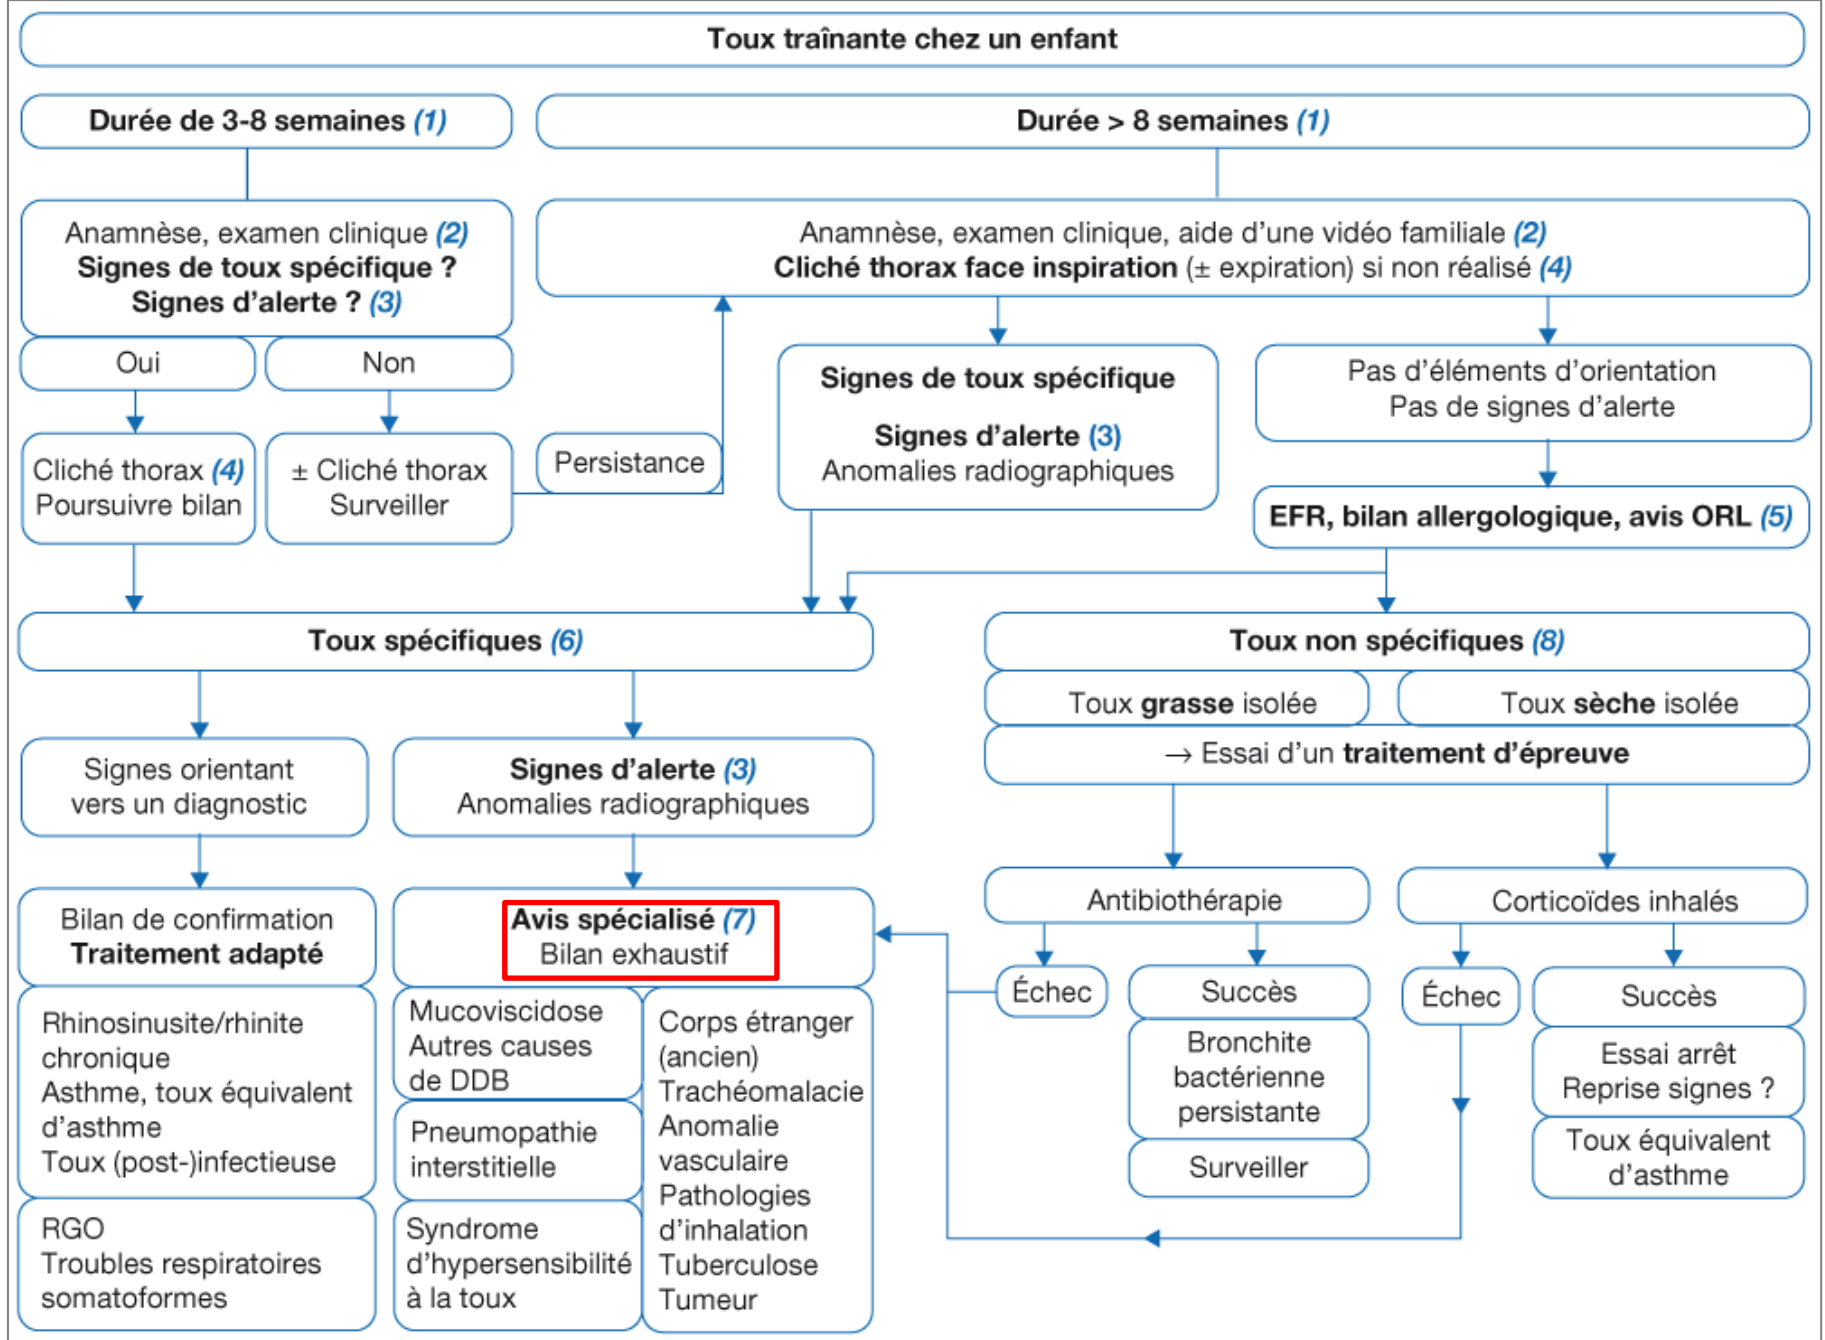 Toux traînante chez un enfant
Durée de 3-8 semaines (1)
Durée > 8 semaines (1)
Anamnèse, examen clinique (2)
Signes de toux spécifique ?
Signes d'alerte ? (3)
Anamnèse, examen clinique, aide d'une vidéo familiale (2)
Cliché thorax face inspiration (± expiration) si non réalisé (4)
Oui
Non
Cliché thorax (4)
Poursuivre bilan
± Cliché thorax
Surveiller
Persistance
Signes de toux spécifique
Signes d'alerte (3)
Anomalies radiographiques
Pas d'éléments d'orientation
Pas de signes d'alerte
EFR, bilan allergologique, avis ORL (5)
Toux spécifiques (6)
Toux non spécifiques (8)
Toux grasse isolée
Toux sèche isolée
→ Essai d'un traitement d'épreuve
Signes orientant
vers un diagnostic
Signes d'alerte (3)
Anomalies radiographiques
Bilan de confirmation
Traitement adapté
Avis spécialisé (7)
Bilan exhaustif
Antibiothérapie
Corticoïdes inhalés
Échec
Succès
Échec
Succès
Rhinosinusite/rhinite
chronique
Asthme, toux équivalent
d'asthme
Toux (post-)infectieuse
RGO
Troubles respiratoires
somatoformes
Mucoviscidose
Autres causes
de DDB
Pneumopathie
interstitielle
Syndrome
d'hypersensibilité
à la toux
Corps étranger
(ancien)
Trachéomalacie
Anomalie
vasculaire
Pathologies
d'inhalation
Tuberculose
Tumeur
Bronchite
bactérienne
persistante
Surveiller
Essai arrêt
Reprise signes ?
Toux équivalent
d'asthme